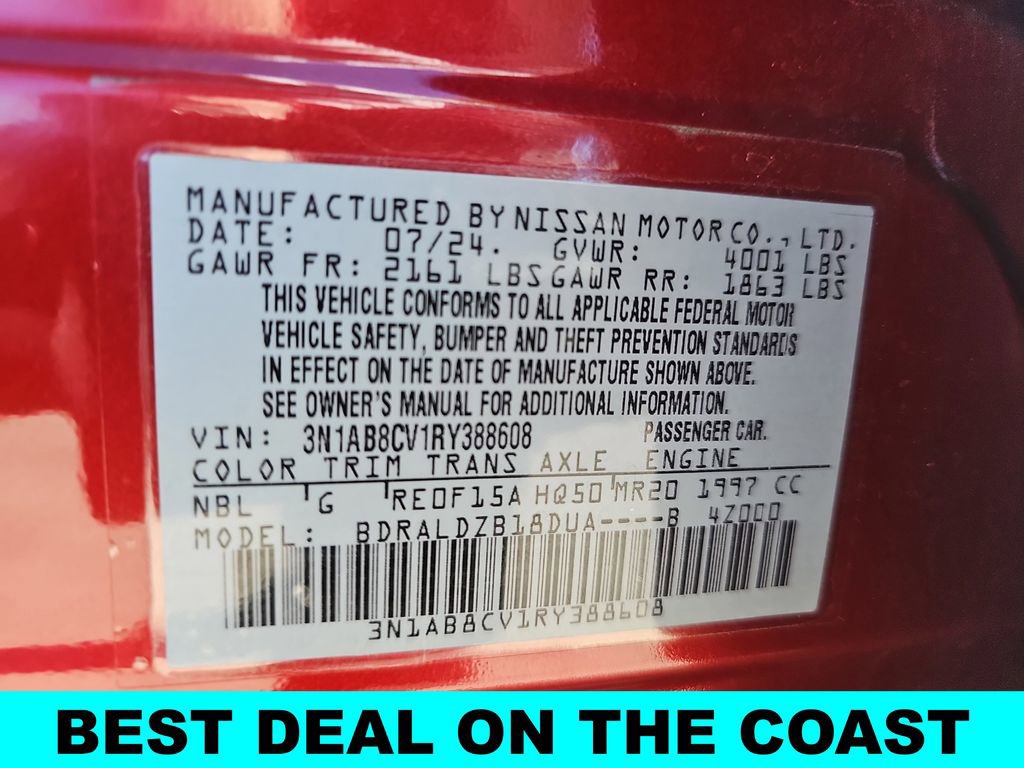 MANUFACTURED BY NISSAN MOTOR CO., LTD.
DATE: 07/24. GVWR: 4001 LBS
GAWR FR: 2161 LBS GAWR RR: 1863 LBS
THIS VEHICLE CONFORMS TO ALL APPLICABLE FEDERAL MOTOR
VEHICLE SAFETY, BUMPER AND THEFT PREVENTION STANDARDS
IN EFFECT ON THE DATE OF MANUFACTURE SHOWN ABOVE.
SEE OWNER'S MANUAL FOR ADDITIONAL INFORMATION.
VIN: 3N1AB8CV1RY388608 PASSENGER CAR.
COLOR TRIM TRANS AXLE ENGINE
NBL G RE0F15A HQ50 MR20 1997 CC
MODEL: BDRALDZB18DUA----B 4Z000
3N1AB8CV1RY388608
BEST DEAL ON THE COAST